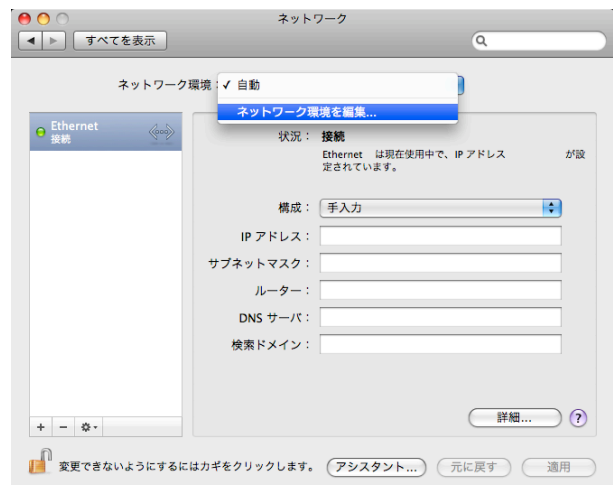 ネットワーク
すべてを表示
ネットワーク環境： ✓ 自動
ネットワーク環境を編集...
Ethernet
接続
状況： 接続
Ethernet は現在使用中で、IP アドレス が設
定されています。
構成： 手入力
IP アドレス：
サブネットマスク：
ルーター：
DNS サーバ：
検索ドメイン：
詳細... ?
+ −
変更できないようにするにはカギをクリックします。 アシスタント... 元に戻す 適用